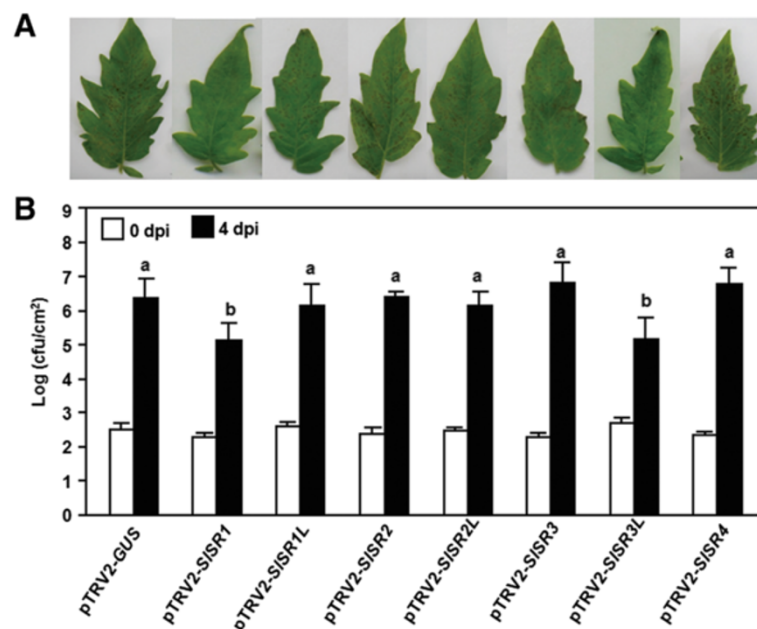 A
B
9
8
7
6
5
4
3
2
1
0
Log (cfu/cm²)
0 dpi 4 dpi
a b a a a a b a
pTRV2-GUS
pTRV2-SlSR1
pTRV2-SlSR1L
pTRV2-SlSR2
pTRV2-SlSR2L
pTRV2-SlSR3
pTRV2-SlSR3L
pTRV2-SlSR4